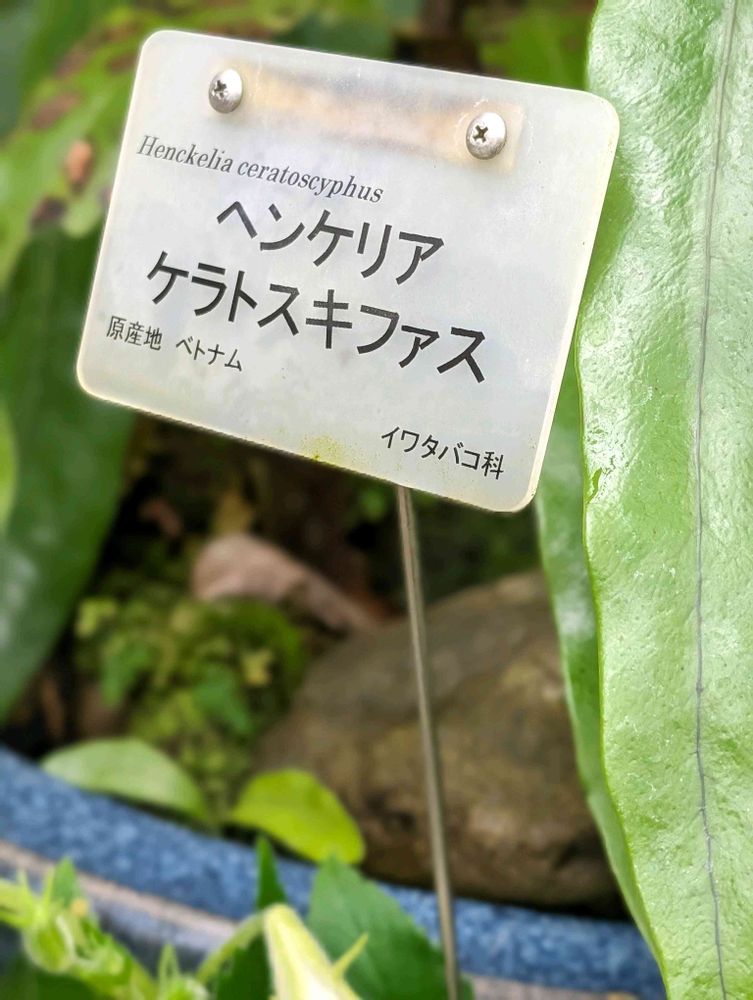 Henckelia ceratoscyphus
ヘンケリア
ケラトスキファス
原産地 ベトナム
イワタバコ科